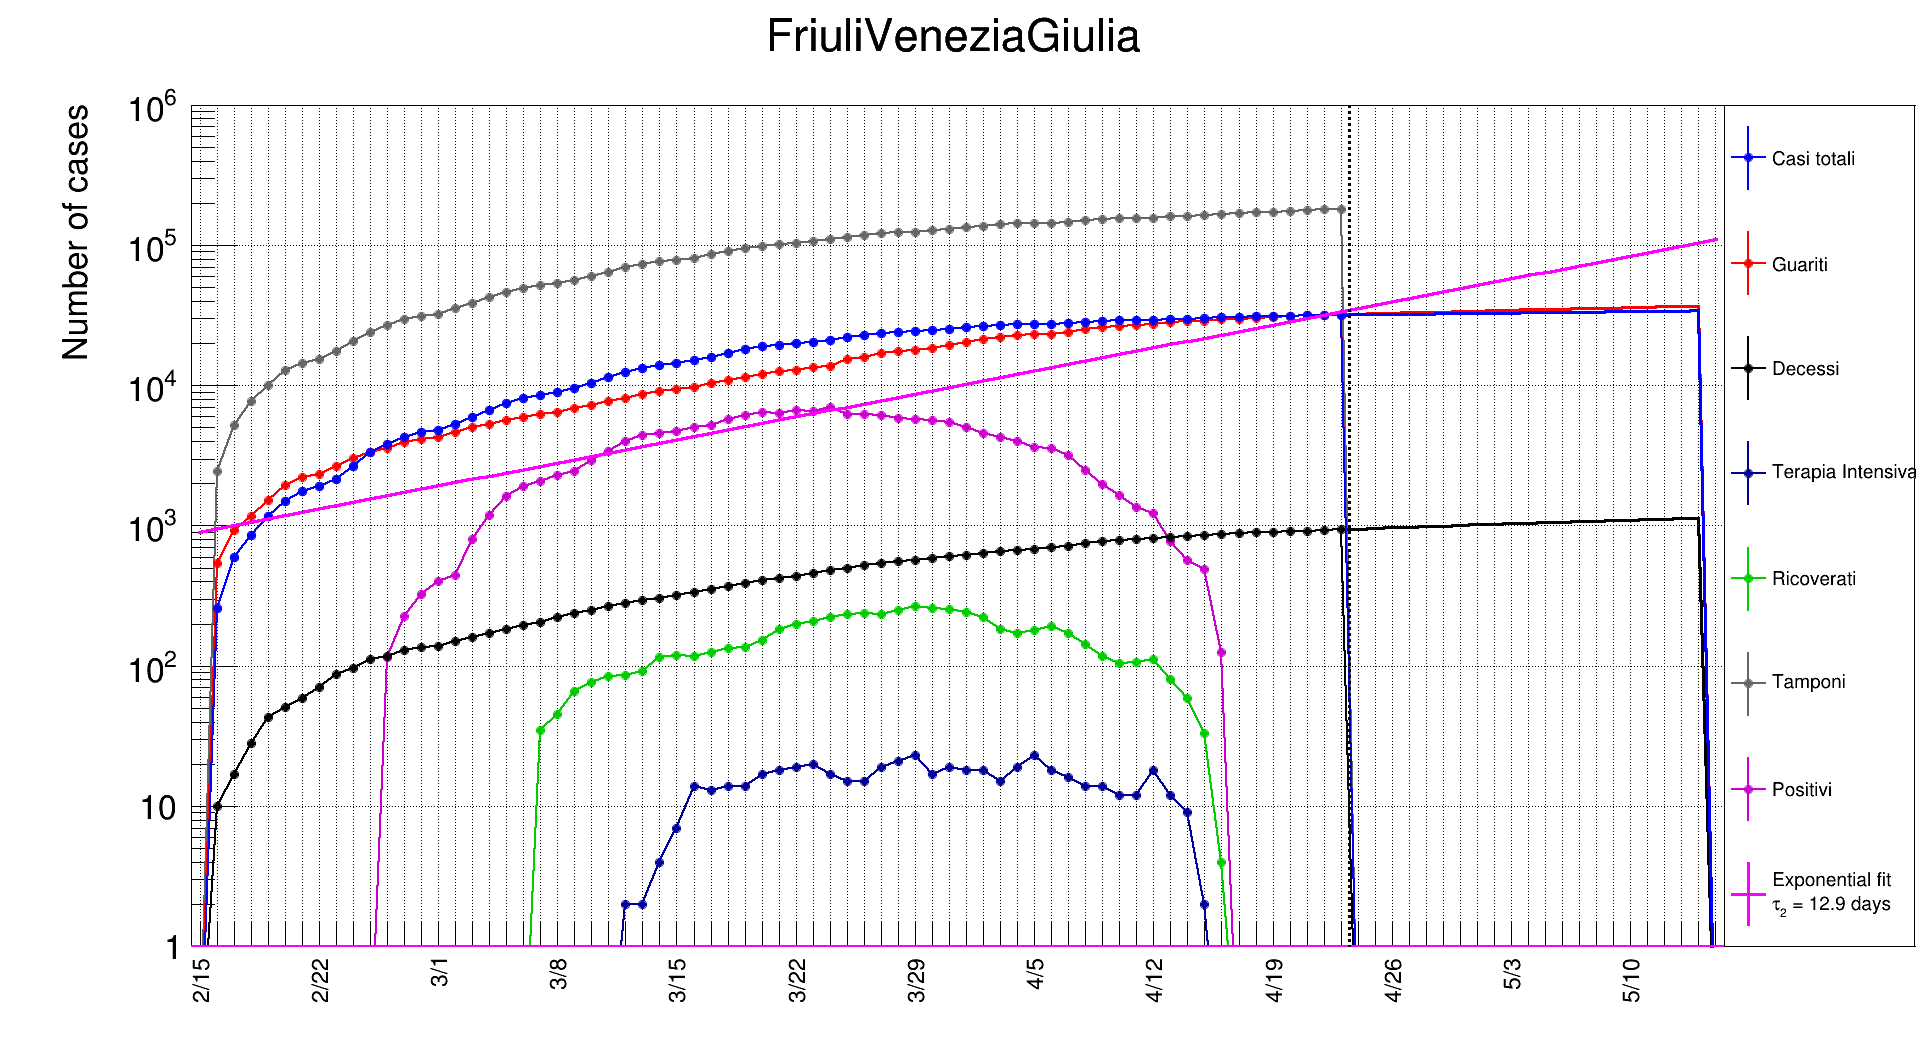 FriuliVeneziaGiulia
Number of cases
10^6
10^5
10^4
10^3
10^2
10
1
2/15
2/22
3/1
3/8
3/15
3/22
3/29
4/5
4/12
4/19
4/26
5/3
5/10
Casi totali
Guariti
Decessi
Terapia Intensiva
Ricoverati
Tamponi
Positivi
Exponential fit
τ₂ = 12.9 days